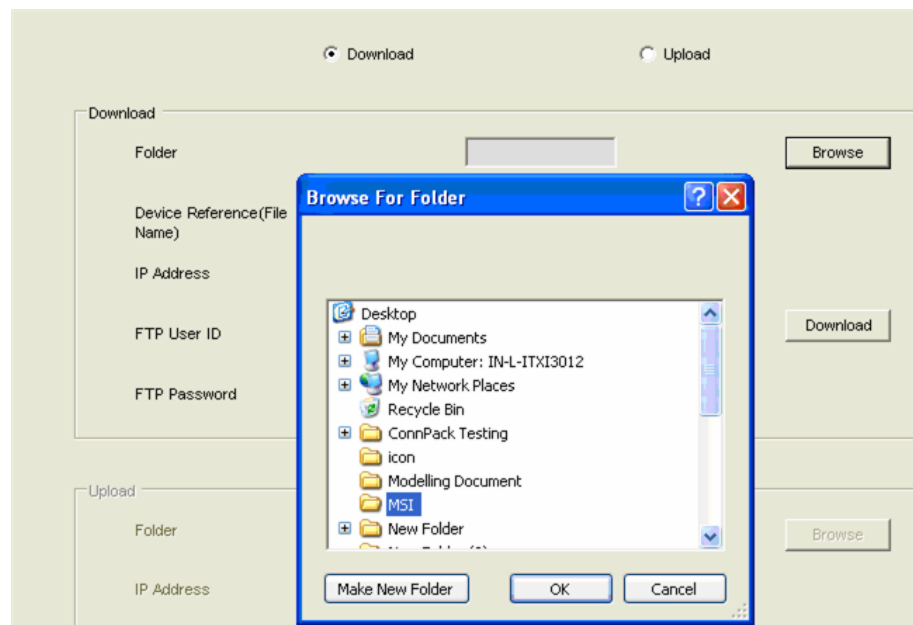 Download
Upload
Download
Folder
Browse
Browse For Folder
Device Reference(File
Name)
IP Address
Desktop
My Documents
FTP User ID
Download
My Computer: IN-L-ITXI3012
My Network Places
FTP Password
Recycle Bin
ConnPack Testing
icon
Modelling Document
Upload
MSI
Folder
New Folder
Browse
IP Address
Make New Folder
OK
Cancel